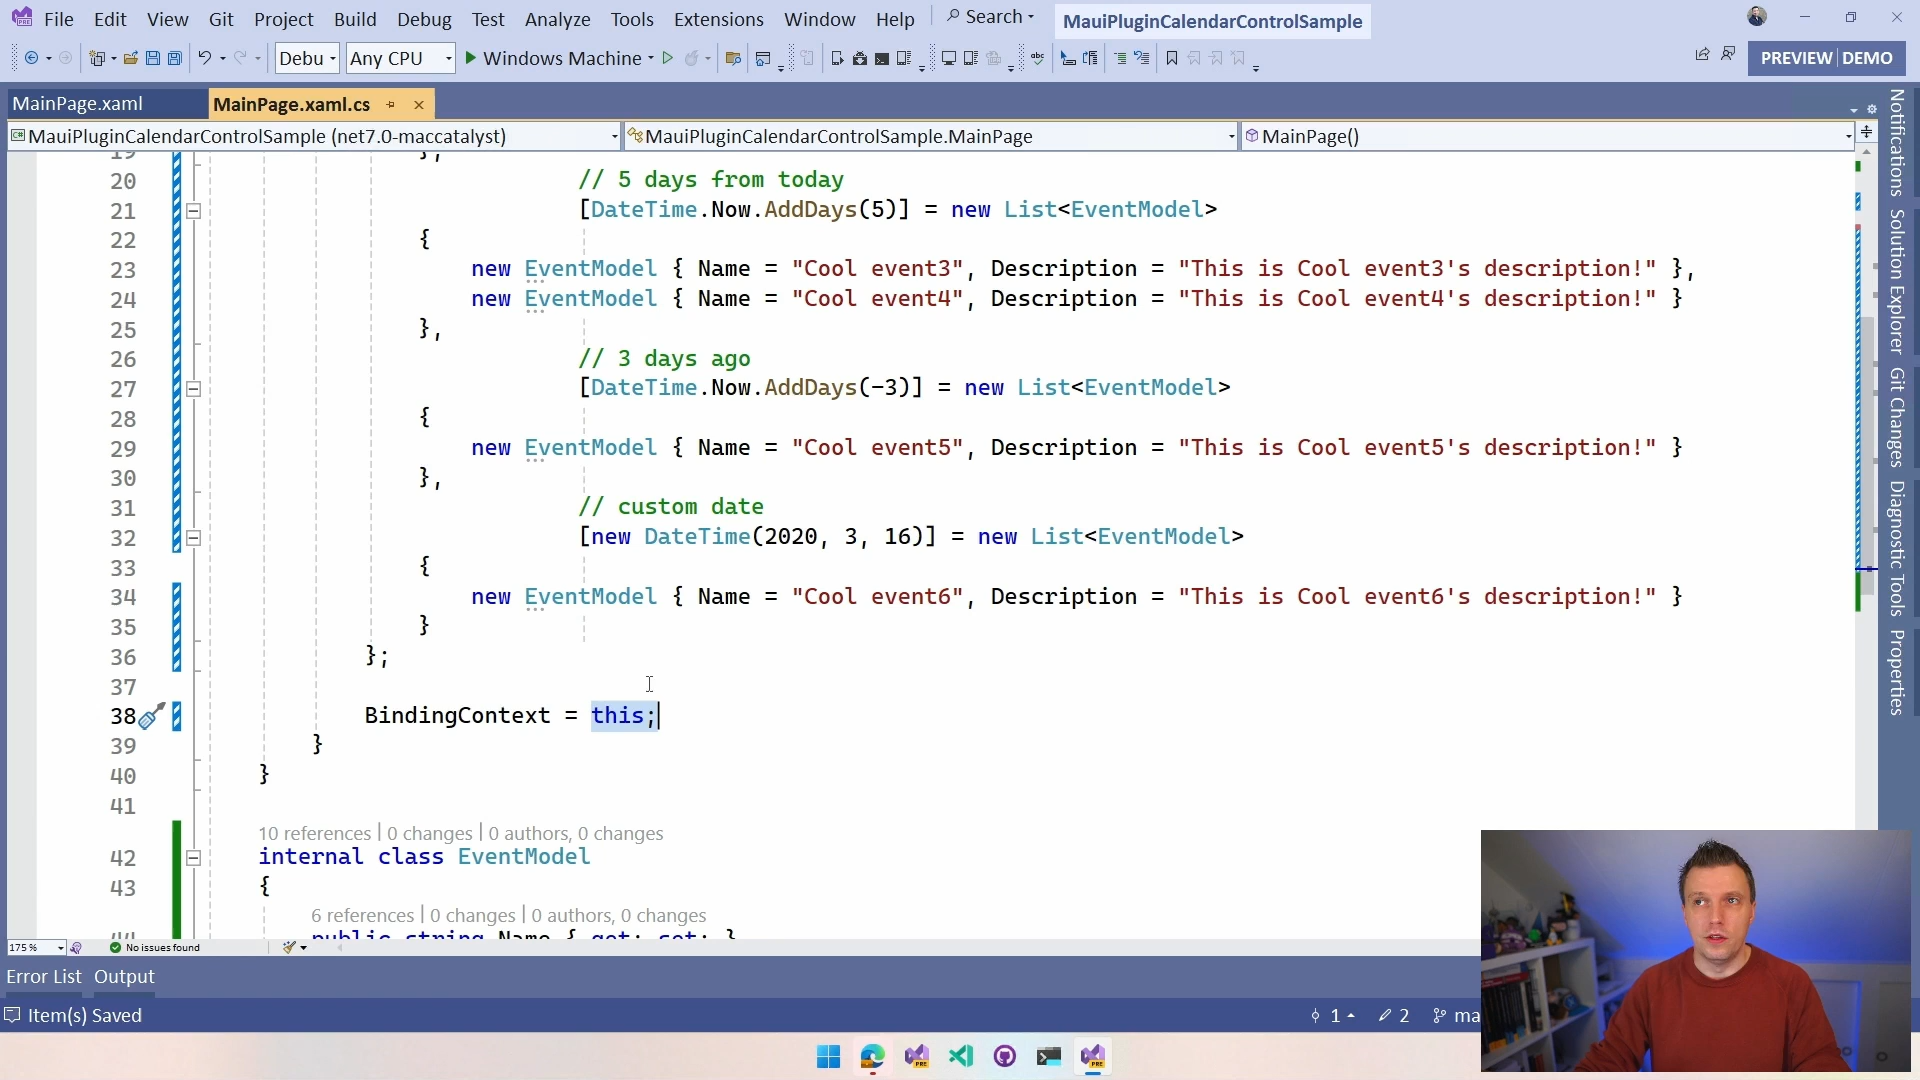 File Edit View Git Project Build Debug Test Analyze Tools Extensions Window Help Search MauiPluginCalendarControlSample
Debu Any CPU Windows Machine PREVIEW DEMO
MainPage.xaml MainPage.xaml.cs
MauiPluginCalendarControlSample (net7.0-maccatalyst) MauiPluginCalendarControlSample.MainPage MainPage()
19 },
20 // 5 days from today
21 [DateTime.Now.AddDays(5)] = new List<EventModel>
22 {
23 new EventModel { Name = "Cool event3", Description = "This is Cool event3's description!" },
24 new EventModel { Name = "Cool event4", Description = "This is Cool event4's description!" }
25 },
26 // 3 days ago
27 [DateTime.Now.AddDays(-3)] = new List<EventModel>
28 {
29 new EventModel { Name = "Cool event5", Description = "This is Cool event5's description!" }
30 },
31 // custom date
32 [new DateTime(2020, 3, 16)] = new List<EventModel>
33 {
34 new EventModel { Name = "Cool event6", Description = "This is Cool event6's description!" }
35 }
36 };
37
38 BindingContext = this;
39 }
40 }
41
10 references | 0 changes | 0 authors, 0 changes
42 internal class EventModel
43 {
6 references | 0 changes | 0 authors, 0 changes
44 public string Name { get; set; }
175 % No issues found
Error List Output
Item(s) Saved 1 2 ma
Notifications
Solution Explorer
Git Changes
Diagnostic Tools
Properties